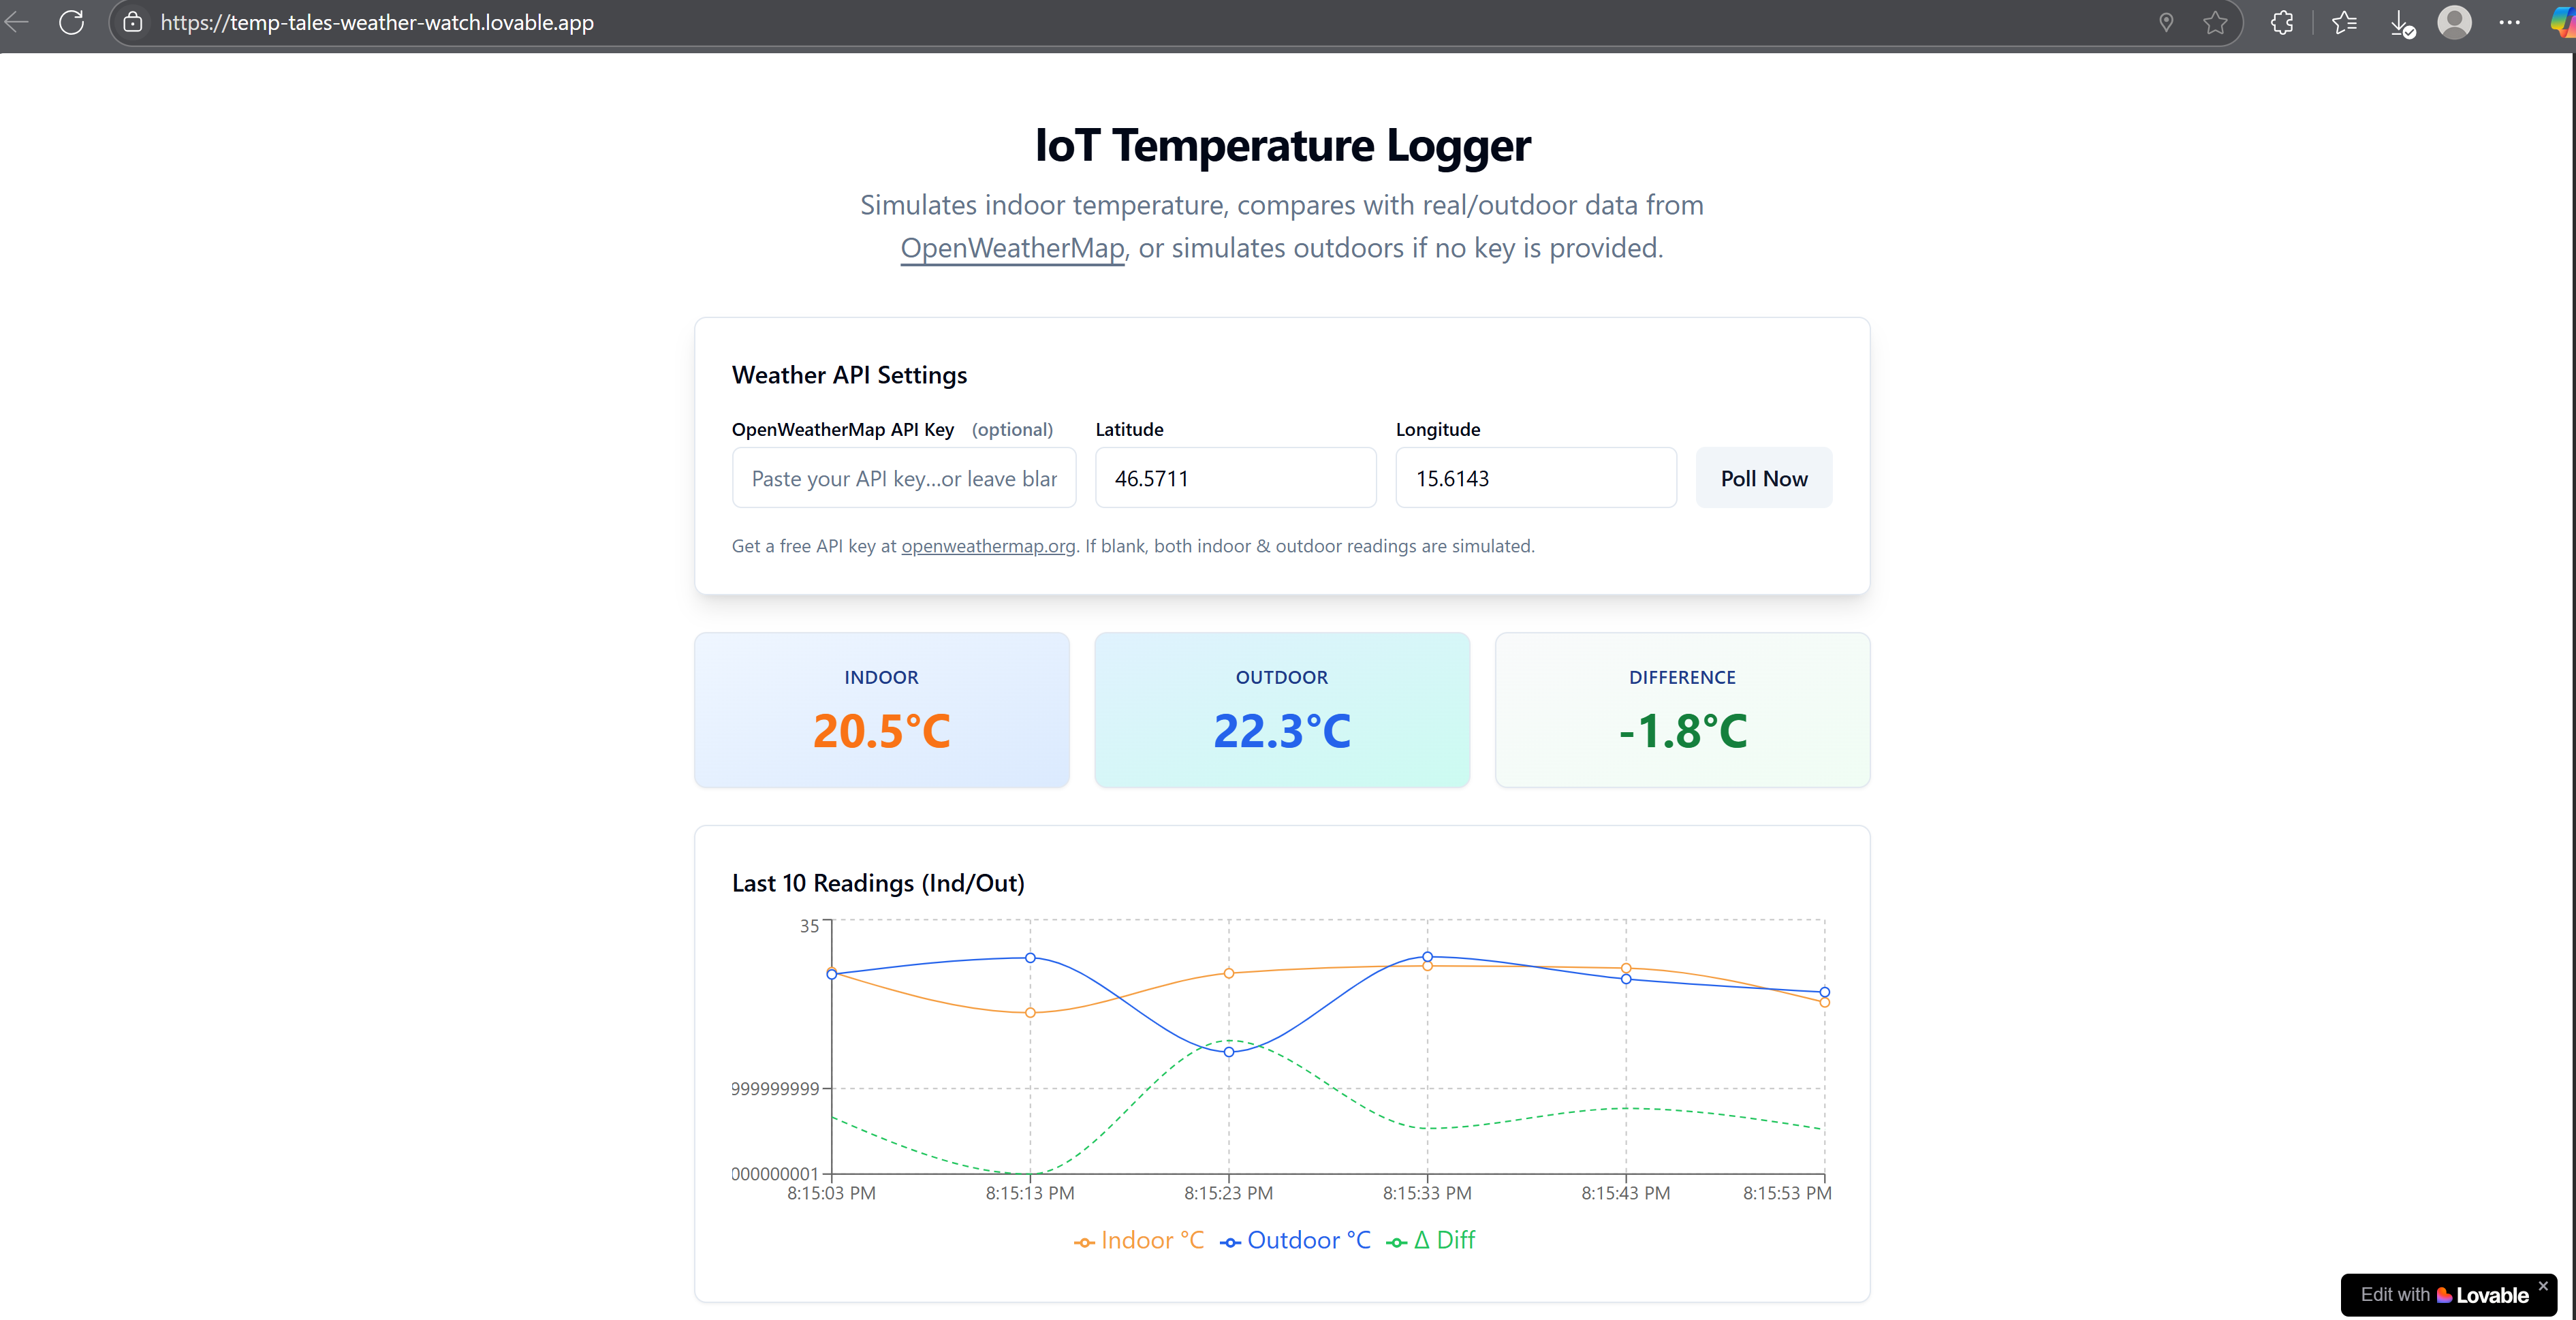 https://temp-tales-weather-watch.lovable.app
IoT Temperature Logger
Simulates indoor temperature, compares with real/outdoor data from
OpenWeatherMap, or simulates outdoors if no key is provided.
Weather API Settings
OpenWeatherMap API Key (optional) Latitude Longitude
Paste your API key...or leave blar 46.5711 15.6143 Poll Now
Get a free API key at openweathermap.org. If blank, both indoor & outdoor readings are simulated.
INDOOR OUTDOOR DIFFERENCE
20.5°C 22.3°C -1.8°C
Last 10 Readings (Ind/Out)
35
999999999
000000001
8:15:03 PM 8:15:13 PM 8:15:23 PM 8:15:33 PM 8:15:43 PM 8:15:53 PM
Indoor °C Outdoor °C Δ Diff
Edit with Lovable ×